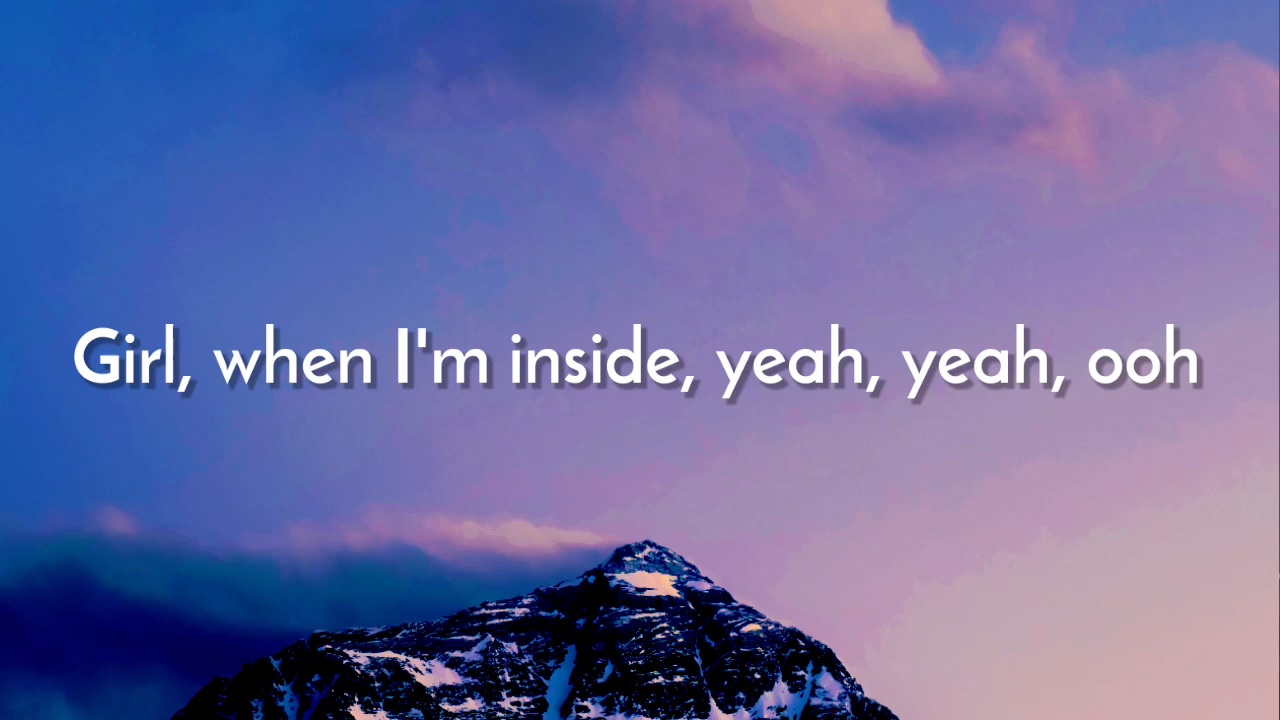 Girl, when I'm inside, yeah, yeah, ooh